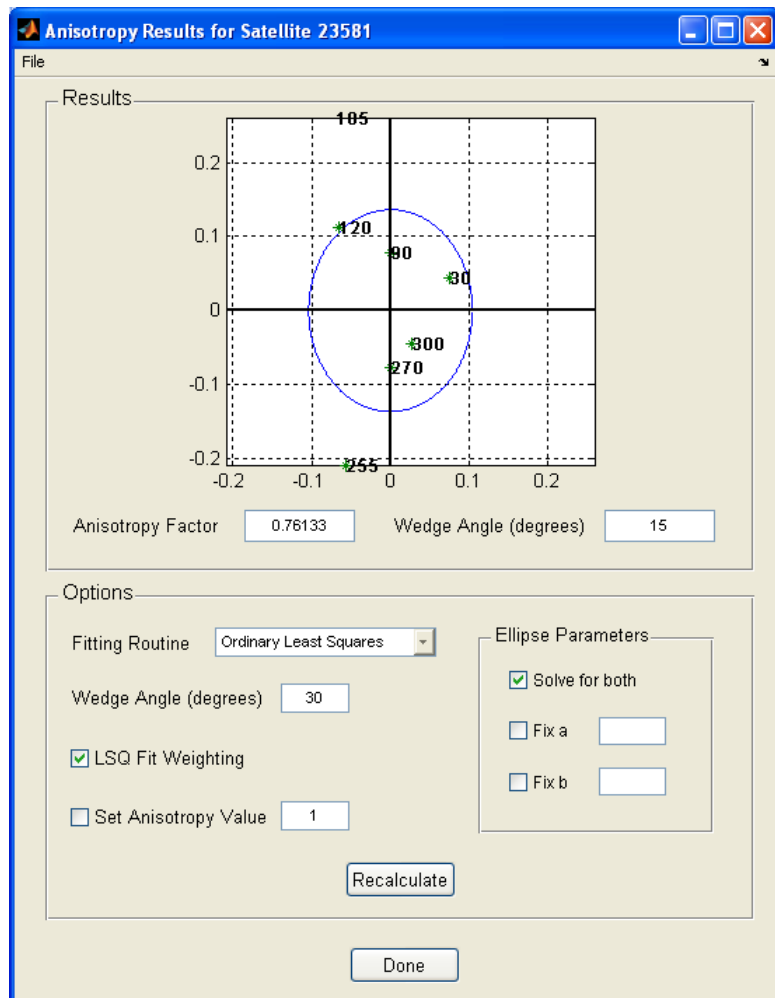 Anisotropy Results for Satellite 23581
File
Results
105
0.2
120
0.1
90
30
0
300
270
-0.1
255
-0.2
-0.2 -0.1 0 0.1 0.2
Anisotropy Factor 0.76133 Wedge Angle (degrees) 15
Options
Fitting Routine Ordinary Least Squares
Ellipse Parameters
Solve for both
Wedge Angle (degrees) 30
Fix a
LSQ Fit Weighting
Fix b
Set Anisotropy Value 1
Recalculate
Done